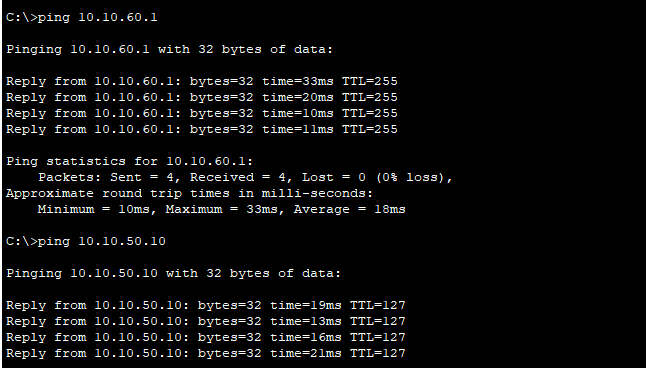 C:\>ping 10.10.60.1
Pinging 10.10.60.1 with 32 bytes of data:
Reply from 10.10.60.1: bytes=32 time=33ms TTL=255
Reply from 10.10.60.1: bytes=32 time=20ms TTL=255
Reply from 10.10.60.1: bytes=32 time=10ms TTL=255
Reply from 10.10.60.1: bytes=32 time=11ms TTL=255
Ping statistics for 10.10.60.1:
    Packets: Sent = 4, Received = 4, Lost = 0 (0% loss),
Approximate round trip times in milli-seconds:
    Minimum = 10ms, Maximum = 33ms, Average = 18ms
C:\>ping 10.10.50.10
Pinging 10.10.50.10 with 32 bytes of data:
Reply from 10.10.50.10: bytes=32 time=19ms TTL=127
Reply from 10.10.50.10: bytes=32 time=13ms TTL=127
Reply from 10.10.50.10: bytes=32 time=16ms TTL=127
Reply from 10.10.50.10: bytes=32 time=21ms TTL=127